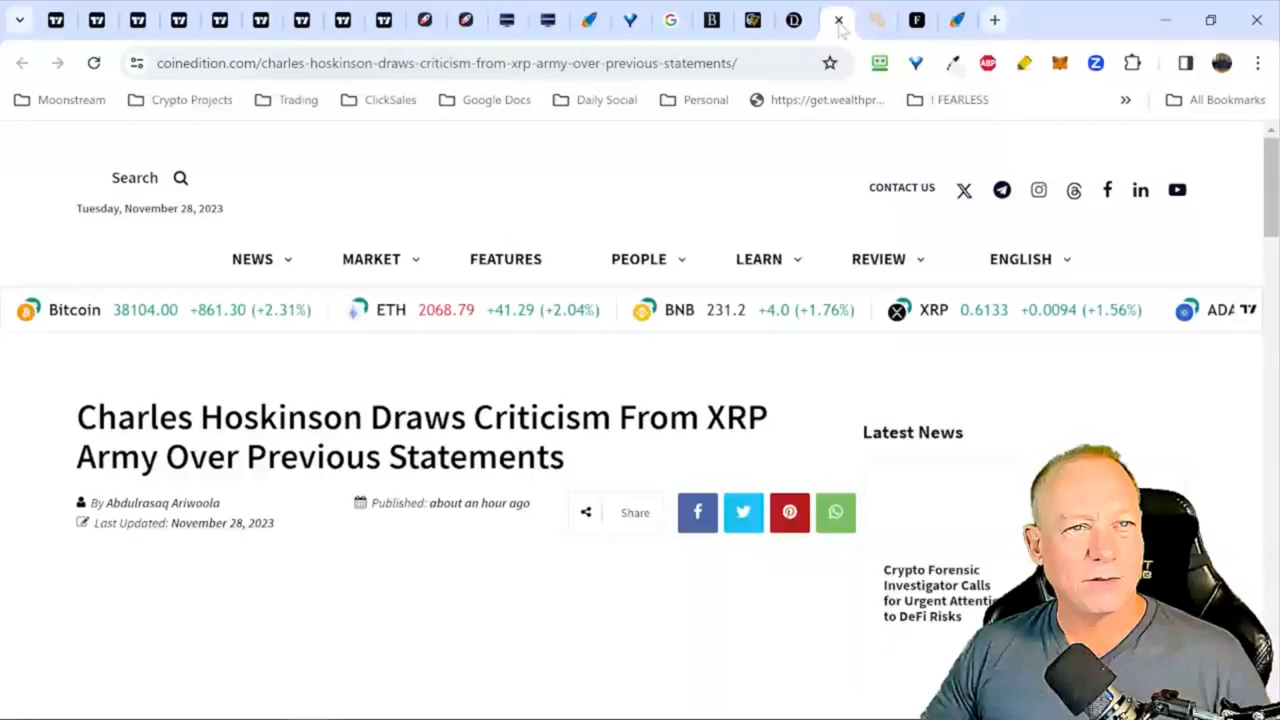 coinedition.com/charles-hoskinson-draws-criticism-from-xrp-army-over-previous-statements/
Moonstream
Crypto Projects
Trading
ClickSales
Google Docs
Daily Social
Personal
https://get.wealthpr...
! FEARLESS
»
All Bookmarks
Search
Tuesday, November 28, 2023
CONTACT US
NEWS
MARKET
FEATURES
PEOPLE
LEARN
REVIEW
ENGLISH
Bitcoin 38104.00 +861.30 (+2.31%)
ETH 2068.79 +41.29 (+2.04%)
BNB 231.2 +4.0 (+1.76%)
XRP 0.6133 +0.0094 (+1.56%)
ADA
Charles Hoskinson Draws Criticism From XRP
Army Over Previous Statements
By Abdulrasaq Ariwoola
Published: about an hour ago
Last Updated: November 28, 2023
Share
Latest News
Crypto Forensic
Investigator Calls
for Urgent
to DeFi Risks